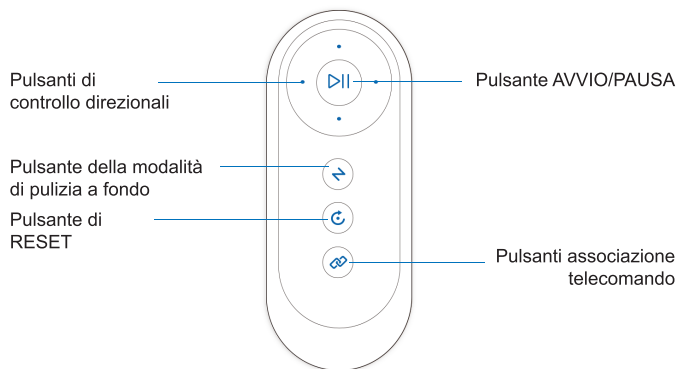 Pulsanti di
controllo direzionali
Pulsante AVVIO/PAUSA
Pulsante della modalità
di pulizia a fondo
Pulsante di
RESET
Pulsanti associazione
telecomando